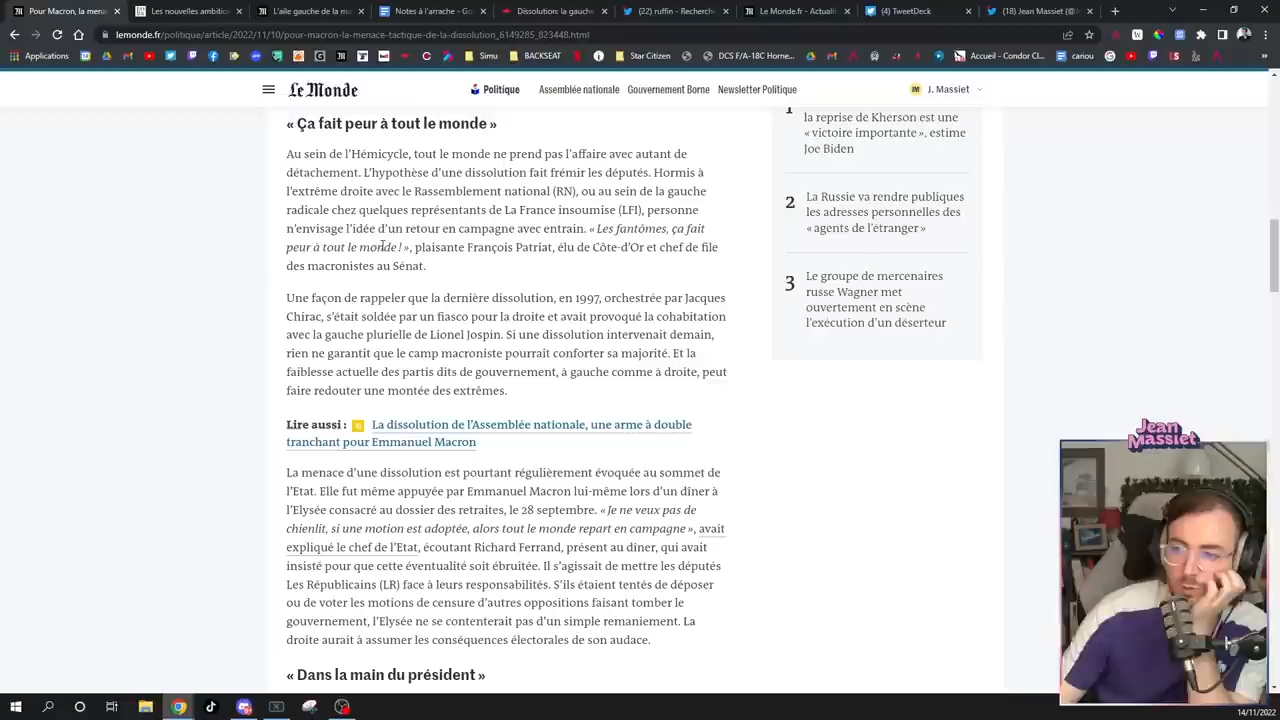 Pour Macron, la mena
Les nouvelles ambitio
L'aile gauche de la ma
Notes à l'arrache - Go
Dissolution: la gauche
(22) ruffin - Recherch
Le Monde.fr - Actuali
(4) TweetDeck
(18) Jean Massiet (@J
lemonde.fr/politique/article/2022/11/10/pour-macron-la-menace-tactique-de-la-dissolution_6149285_823448.html
Applications
Simu
BACKSEAT
Star Citizen
DCS F/A-18C Horne...
Accueil - Condor Cl...
Autres favoris
Le Monde
Politique
Assemblée nationale
Gouvernement Borne
Newsletter Politique
J. Massiet
« Ça fait peur à tout le monde »
Au sein de l'Hémicycle, tout le monde ne prend pas l'affaire avec autant de
détachement. L'hypothèse d'une dissolution fait frémir les députés. Hormis à
l'extrême droite avec le Rassemblement national (RN), ou au sein de la gauche
radicale chez quelques représentants de La France insoumise (LFI), personne
n'envisage l'idée d'un retour en campagne avec entrain. « Les fantômes, ça fait
peur à tout le monde ! », plaisante François Patriat, élu de Côte-d'Or et chef de file
des macronistes au Sénat.
Une façon de rappeler que la dernière dissolution, en 1997, orchestrée par Jacques
Chirac, s'était soldée par un fiasco pour la droite et avait provoqué la cohabitation
avec la gauche plurielle de Lionel Jospin. Si une dissolution intervenait demain,
rien ne garantit que le camp macroniste pourrait conforter sa majorité. Et la
faiblesse actuelle des partis dits de gouvernement, à gauche comme à droite, peut
faire redouter une montée des extrêmes.
Lire aussi : La dissolution de l'Assemblée nationale, une arme à double
tranchant pour Emmanuel Macron
La menace d'une dissolution est pourtant régulièrement évoquée au sommet de
l'Etat. Elle fut même appuyée par Emmanuel Macron lui-même lors d'un dîner à
l'Elysée consacré au dossier des retraites, le 28 septembre. « Je ne veux pas de
chienlit, si une motion est adoptée, alors tout le monde repart en campagne », avait
expliqué le chef de l'Etat, écoutant Richard Ferrand, présent au dîner, qui avait
insisté pour que cette éventualité soit ébruitée. Il s'agissait de mettre les députés
Les Républicains (LR) face à leurs responsabilités. S'ils étaient tentés de déposer
ou de voter les motions de censure d'autres oppositions faisant tomber le
gouvernement, l'Elysée ne se contenterait pas d'un simple remaniement. La
droite aurait à assumer les conséquences électorales de son audace.
« Dans la main du président »
1
la reprise de Kherson est une
« victoire importante », estime
Joe Biden
2
La Russie va rendre publiques
les adresses personnelles des
« agents de l'étranger »
3
Le groupe de mercenaires
russe Wagner met
ouvertement en scène
l'exécution d'un déserteur
Jean
Massiet
14/11/2022